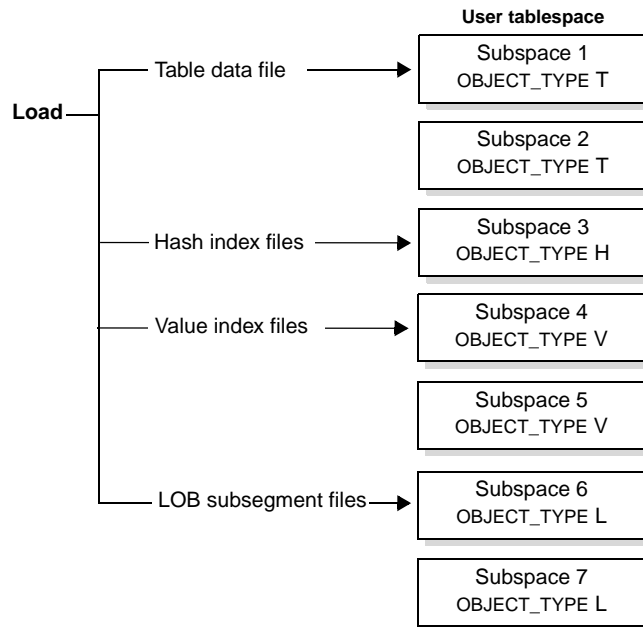 User tablespace
Subspace 1
Table data file
OBJECT_TYPE T
Load
Subspace 2
OBJECT_TYPE T
Subspace 3
Hash index files
OBJECT_TYPE H
Subspace 4
Value index files
OBJECT_TYPE V
Subspace 5
OBJECT_TYPE V
Subspace 6
LOB subsegment files
OBJECT_TYPE L
Subspace 7
OBJECT_TYPE L